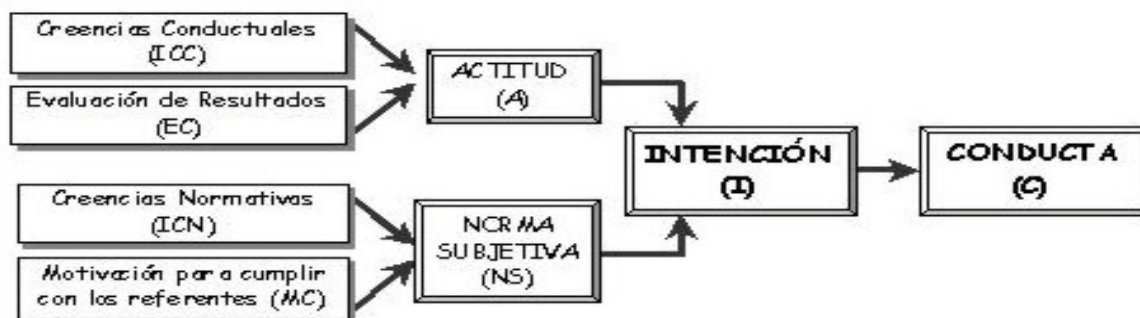 Creencias Conductuales
(ICC)
Evaluación de Resultados
(EC)
ACTITUD
(A)
Creencias Normativas
(ICN)
Motivación para cumplir
con los referentes (MC)
NORMA
SUBJETIVA
(NS)
INTENCIÓN
(I)
CONDUCTA
(C)